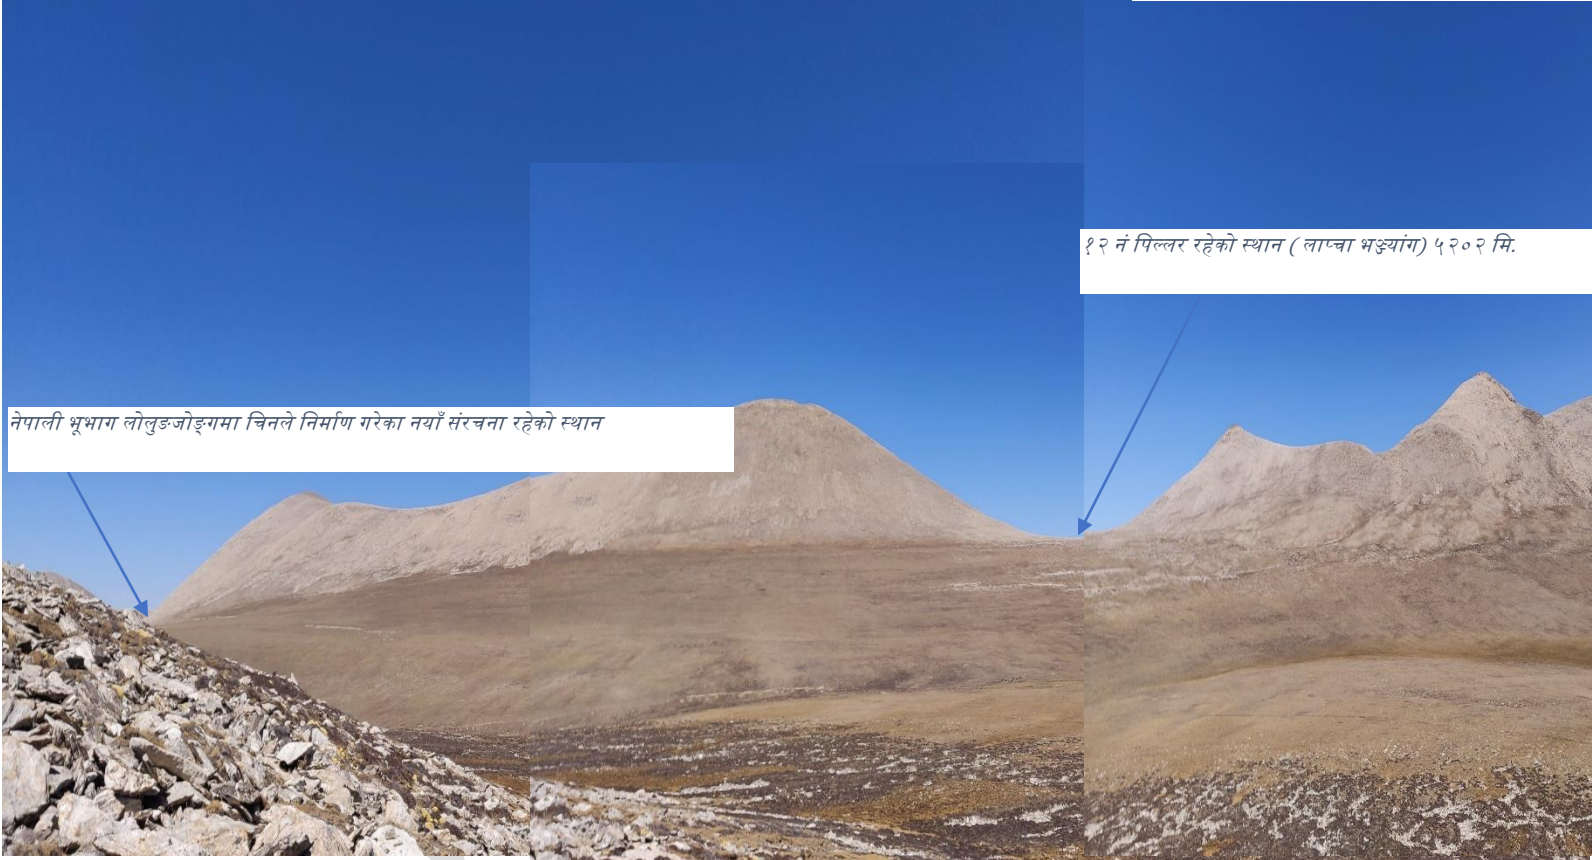 १२ नं पिल्लर रहेको स्थान ( लाप्चा भञ्ज्यांग) ५२०२ मि.
नेपाली भूभाग लोलुङजोङ्गमा चिनले निर्माण गरेका नयाँ संरचना रहेको स्थान